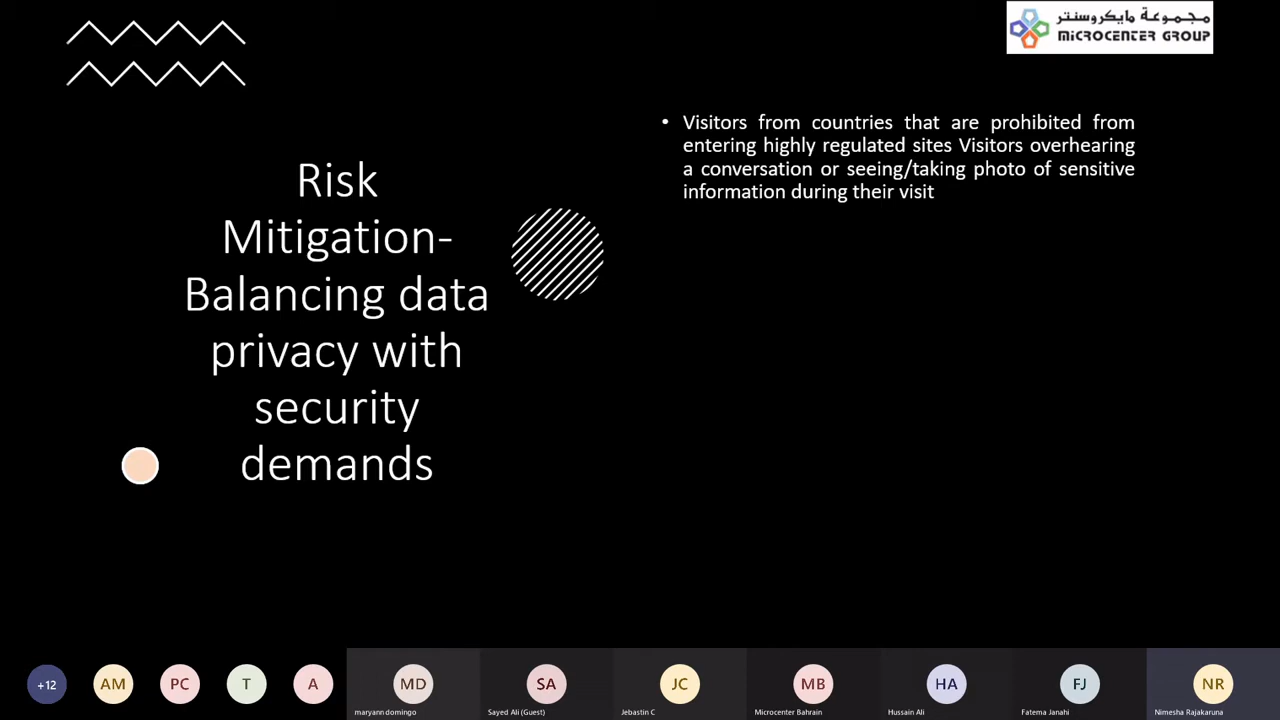 مجموعة مايكروسنتر
MICROCENTER GROUP
Risk
Mitigation-
Balancing data
privacy with
security
demands
• Visitors from countries that are prohibited from
entering highly regulated sites Visitors overhearing
a conversation or seeing/taking photo of sensitive
information during their visit
+12
AM
PC
T
A
MD
SA
JC
MB
HA
FJ
NR
maryann domingo
Sayed Ali (Guest)
Jebastin C
Microcenter Bahrain
Hussain Ali
Fatema Janahi
Nimesha Rajakaruna